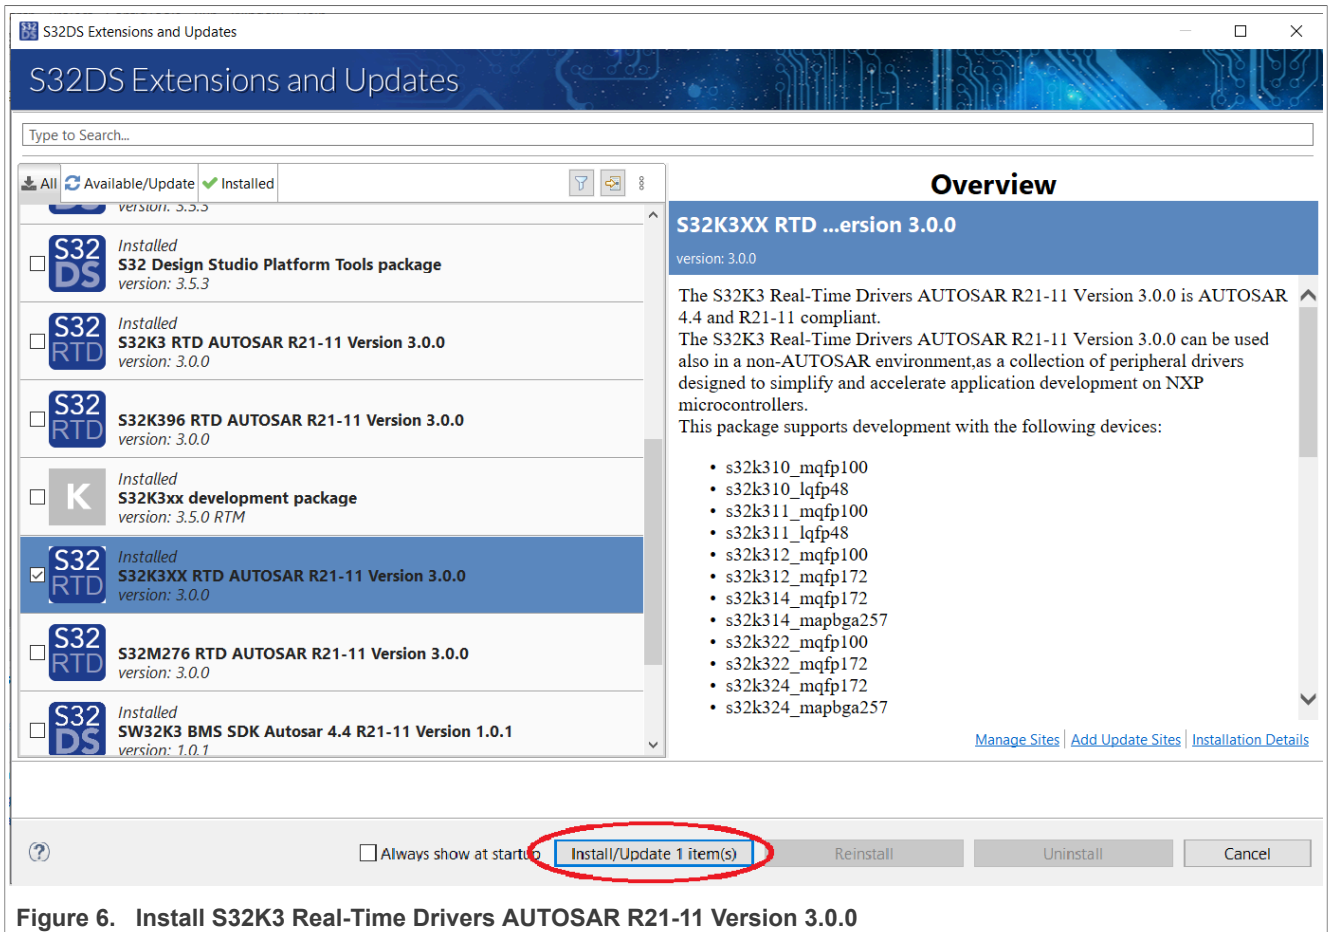 S32DS Extensions and Updates
S32DS Extensions and Updates
Type to Search...
All Available/Update Installed
version: 3.5.3
S32 DS
Installed
S32 Design Studio Platform Tools package
version: 3.5.3
S32 RTD
Installed
S32K3 RTD AUTOSAR R21-11 Version 3.0.0
version: 3.0.0
S32 RTD
S32K396 RTD AUTOSAR R21-11 Version 3.0.0
version: 3.0.0
K
Installed
S32K3xx development package
version: 3.5.0 RTM
S32 RTD
Installed
S32K3XX RTD AUTOSAR R21-11 Version 3.0.0
version: 3.0.0
S32 RTD
S32M276 RTD AUTOSAR R21-11 Version 3.0.0
version: 3.0.0
S32 DS
Installed
SW32K3 BMS SDK Autosar 4.4 R21-11 Version 1.0.1
version: 1.0.1
Overview
S32K3XX RTD ...ersion 3.0.0
version: 3.0.0
The S32K3 Real-Time Drivers AUTOSAR R21-11 Version 3.0.0 is AUTOSAR
4.4 and R21-11 compliant.
The S32K3 Real-Time Drivers AUTOSAR R21-11 Version 3.0.0 can be used
also in a non-AUTOSAR environment,as a collection of peripheral drivers
designed to simplify and accelerate application development on NXP
microcontrollers.
This package supports development with the following devices:
• s32k310_mqfp100
• s32k310_lqfp48
• s32k311_mqfp100
• s32k311_lqfp48
• s32k312_mqfp100
• s32k312_mqfp172
• s32k314_mqfp172
• s32k314_mapbga257
• s32k322_mqfp100
• s32k322_mqfp172
• s32k324_mqfp172
• s32k324_mapbga257
Manage Sites Add Update Sites Installation Details
Always show at startup Install/Update 1 item(s) Reinstall Uninstall Cancel
Figure 6. Install S32K3 Real-Time Drivers AUTOSAR R21-11 Version 3.0.0